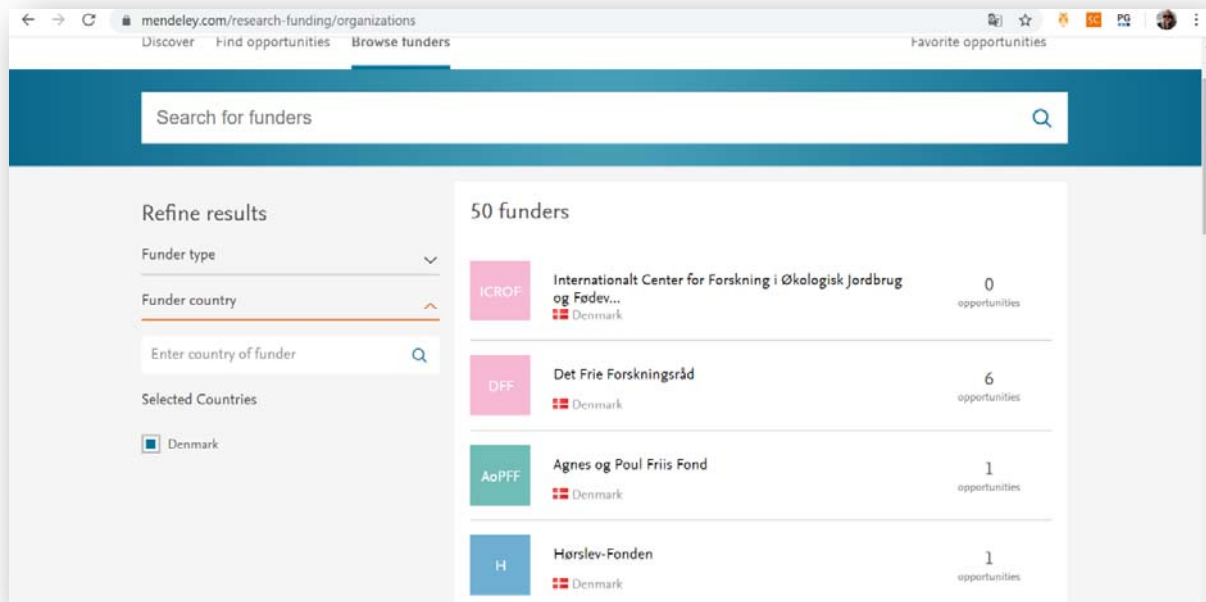 mendeley.com/research-funding/organizations
SC
PG
Discover Find opportunities Browse funders Favorite opportunities
Search for funders
Refine results
Funder type
Funder country
Enter country of funder
Selected Countries
Denmark
50 funders
ICROF
Internationalt Center for Forskning i Økologisk Jordbrug
og Fødev...
Denmark
0
opportunities
DFF
Det Frie Forskningsråd
Denmark
6
opportunities
AoPFF
Agnes og Poul Friis Fond
Denmark
1
opportunities
H
Hørslev-Fonden
Denmark
1
opportunities